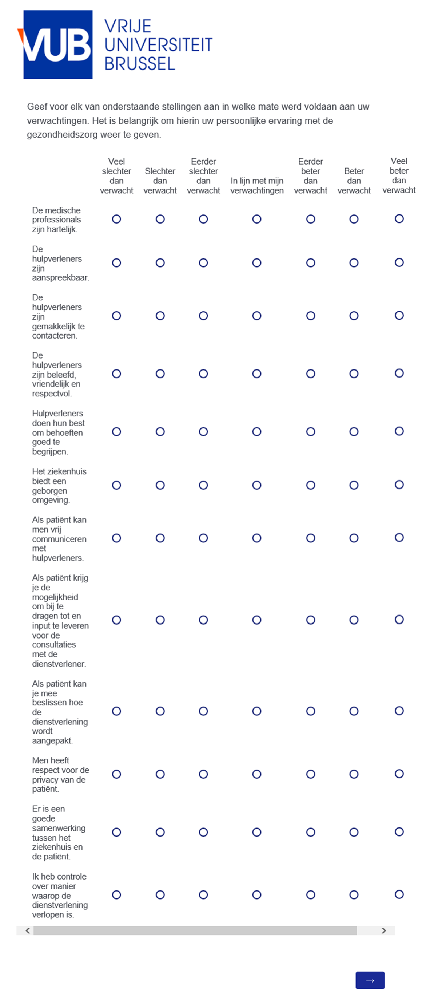 VUB
VRIJE
UNIVERSITEIT
BRUSSEL
Geef voor elk van onderstaande stellingen aan in welke mate werd voldaan aan uw
verwachtingen. Het is belangrijk om hierin uw persoonlijke ervaring met de
gezondheidszorg weer te geven.
Veel
slechter
dan
verwacht
Slechter
dan
verwacht
Eerder
slechter
dan
verwacht
In lijn met mijn
verwachtingen
Eerder
beter
dan
verwacht
Beter
dan
verwacht
Veel
beter
dan
verwacht
De medische
professionals
zijn hartelijk.
De
hulpverleners
zijn
aanspreekbaar.
De
hulpverleners
zijn
gemakkelijk te
contacteren.
De
hulpverleners
zijn beleefd,
vriendelijk en
respectvol.
Hulpverleners
doen hun best
om behoeften
goed te
begrijpen.
Het ziekenhuis
biedt een
geborgen
omgeving.
Als patiënt kan
men vrij
communiceren
met
hulpverleners.
Als patiënt krijg
je de
mogelijkheid
om bij te
dragen tot en
input te leveren
voor de
consultaties
met de
dienstverlener.
Als patiënt kan
je mee
beslissen hoe
de
dienstverlening
wordt
aangepakt.
Men heeft
respect voor de
privacy van de
patiënt.
Er is een
goede
samenwerking
tussen het
ziekenhuis en
de patiënt.
Ik heb controle
over manier
waarop de
dienstverlening
verlopen is.